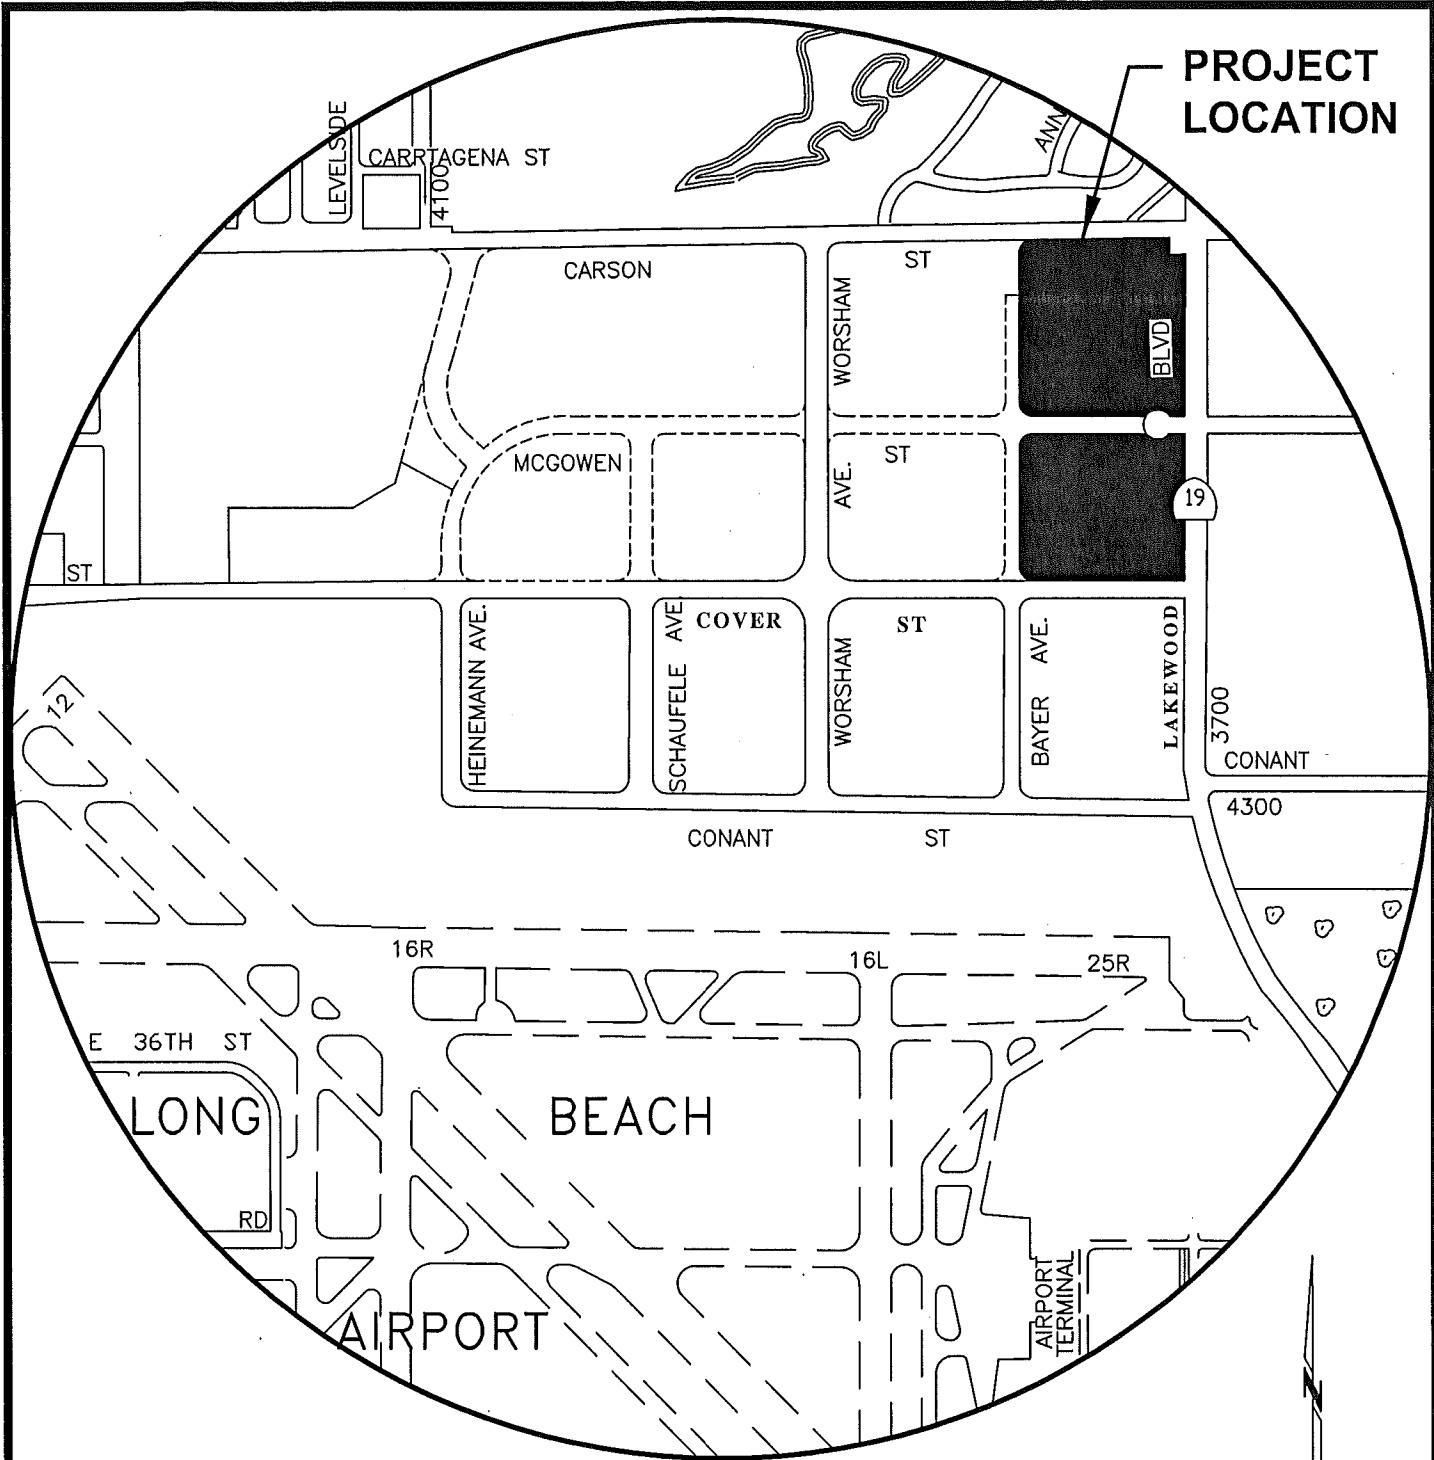 PROJECT
LOCATION
LEVELSIDE
CARRTAGENA ST
4100
ANN
CARSON ST
WORSHAM
BLVD
MCGOWEN ST
AVE.
19
ST
HEINEMANN AVE.
SCHAUFELE AVE
COVER ST
WORSHAM
BAYER AVE.
LAKEWOOD
3700
CONANT
4300
CONANT ST
12
16R
16L
25R
E 36TH ST
LONG BEACH
RD
AIRPORT
AIRPORT
TERMINAL
N